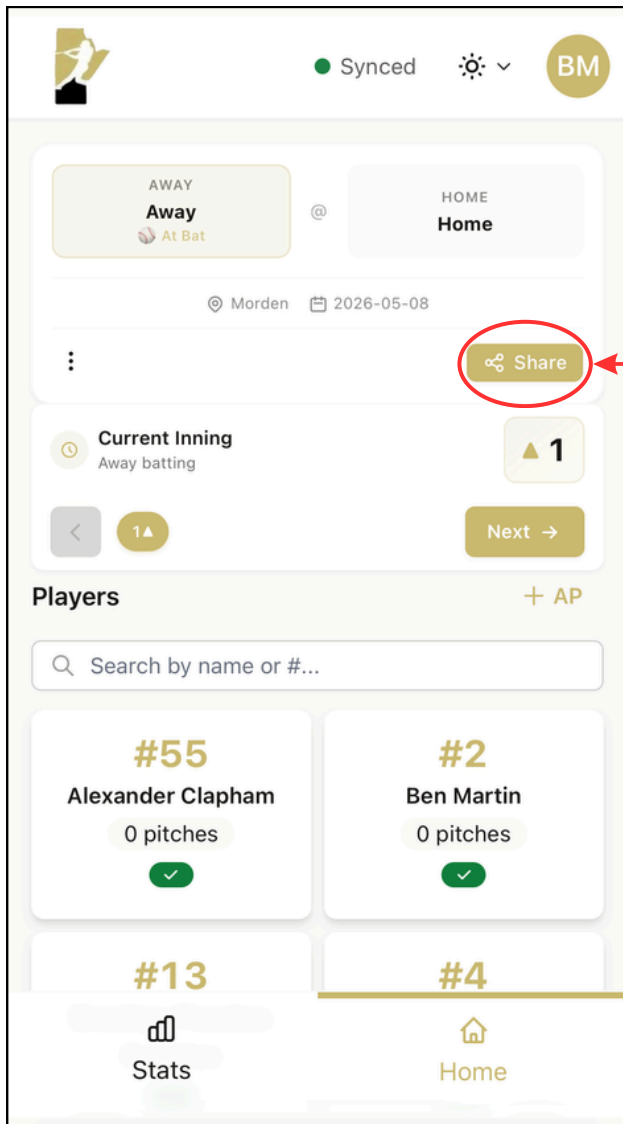 Synced
BM
AWAY
Away
At Bat
@
HOME
Home
Morden 2026-05-08
Share
Current Inning
Away batting
1
1
Next →
Players
+ AP
Search by name or #...
#55
Alexander Clapham
0 pitches
#2
Ben Martin
0 pitches
#13
#4
Stats
Home